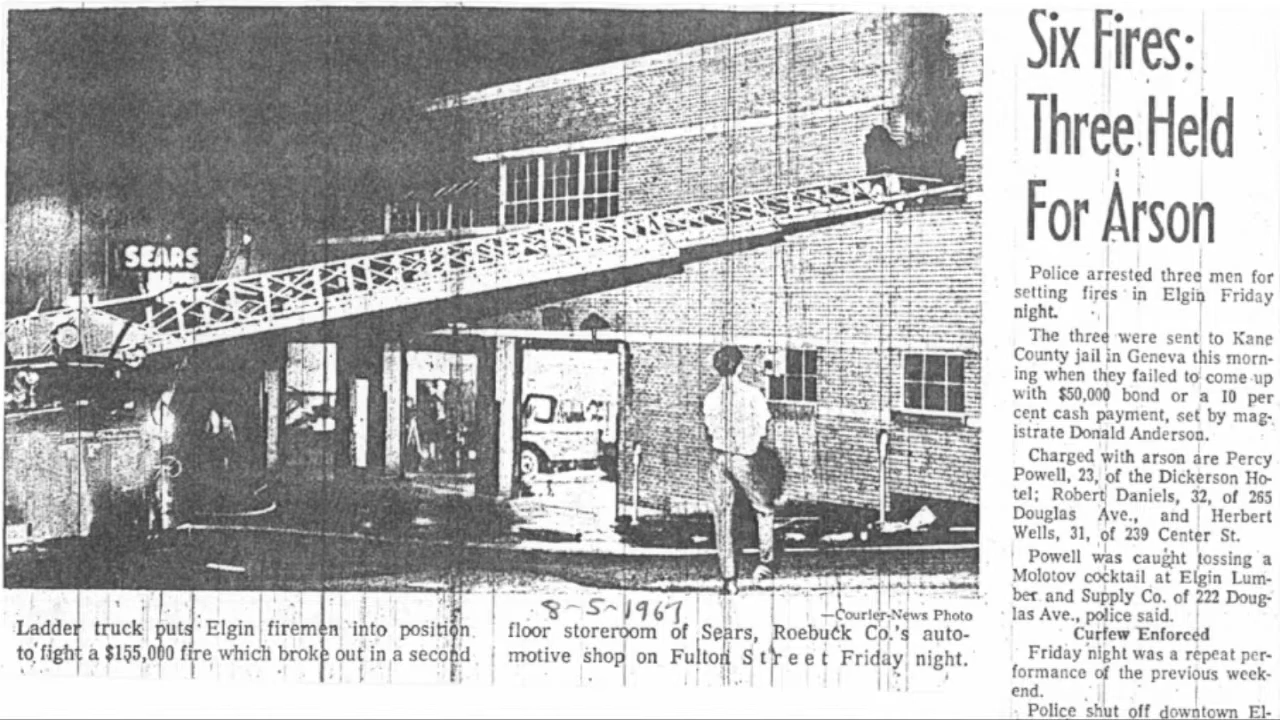 SEARS
8-5-1967
—Courier-News Photo
Ladder truck puts Elgin firemen into position
to fight a $155,000 fire which broke out in a second
floor storeroom of Sears, Roebuck Co.'s auto-
motive shop on Fulton Street Friday night.
Six Fires:
Three Held
For Arson
Police arrested three men for
setting fires in Elgin Friday
night.
The three were sent to Kane
County jail in Geneva this morn-
ing when they failed to come up
with $50,000 bond or a 10 per
cent cash payment, set by mag-
istrate Donald Anderson.
Charged with arson are Percy
Powell, 23, of the Dickerson Ho-
tel; Robert Daniels, 32, of 265
Douglas Ave., and Herbert
Wells, 31, of 239 Center St.
Powell was caught tossing a
Molotov cocktail at Elgin Lum-
ber and Supply Co. of 222 Doug-
las Ave., police said.
Curfew Enforced
Friday night was a repeat per-
formance of the previous week-
end.
Police shut off downtown El-